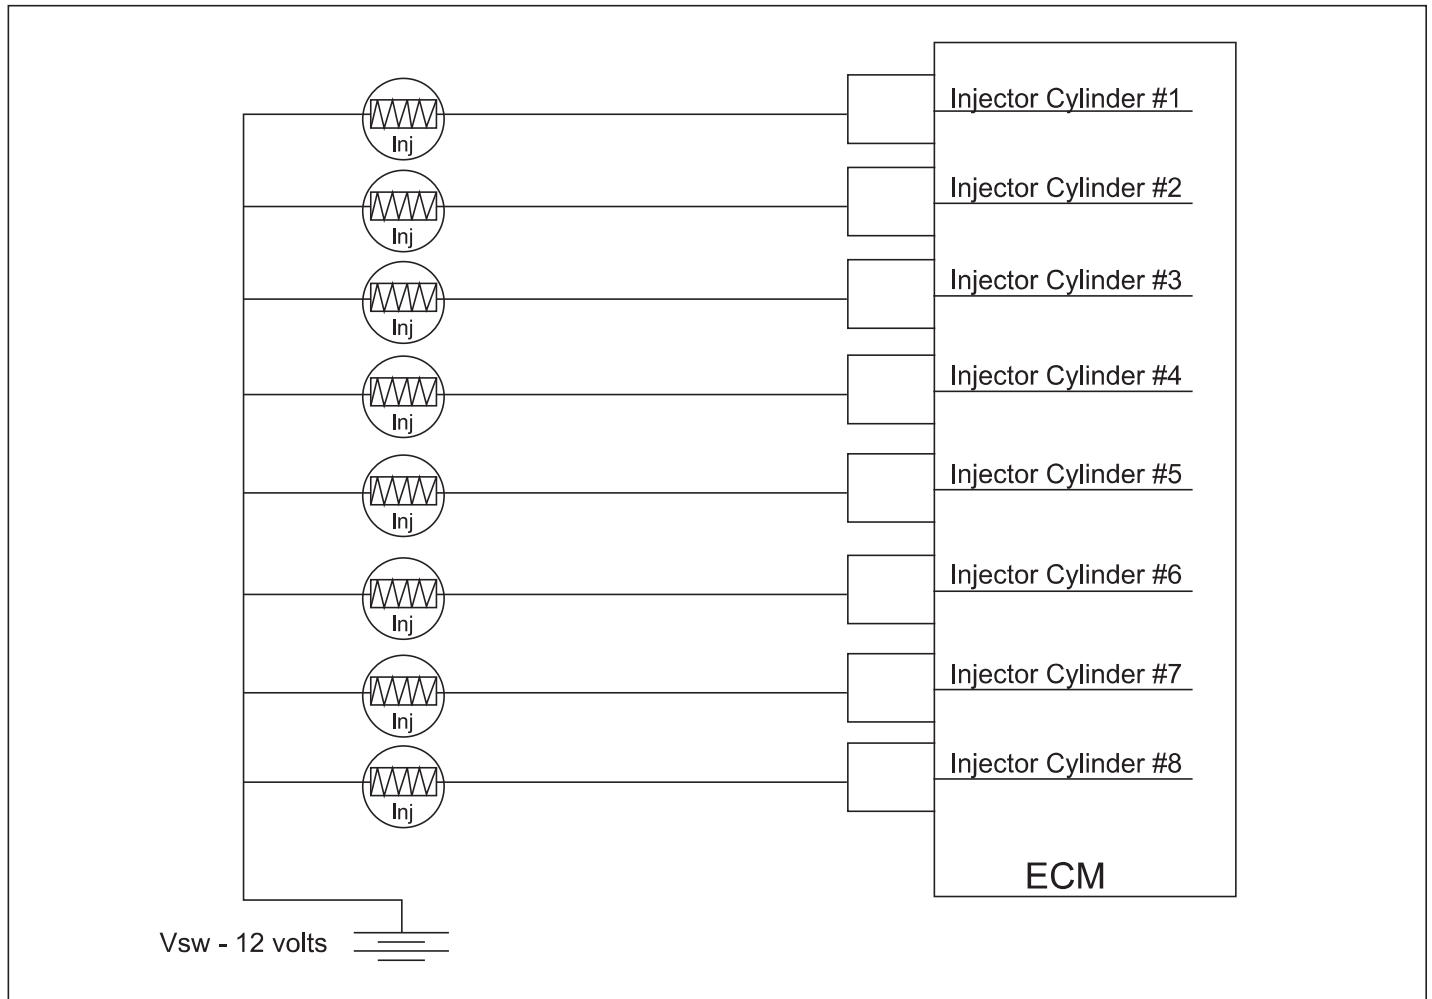 Injector Cylinder #1
Inj
Injector Cylinder #2
Inj
Injector Cylinder #3
Inj
Injector Cylinder #4
Inj
Injector Cylinder #5
Inj
Injector Cylinder #6
Inj
Injector Cylinder #7
Inj
Injector Cylinder #8
Inj
ECM
Vsw - 12 volts